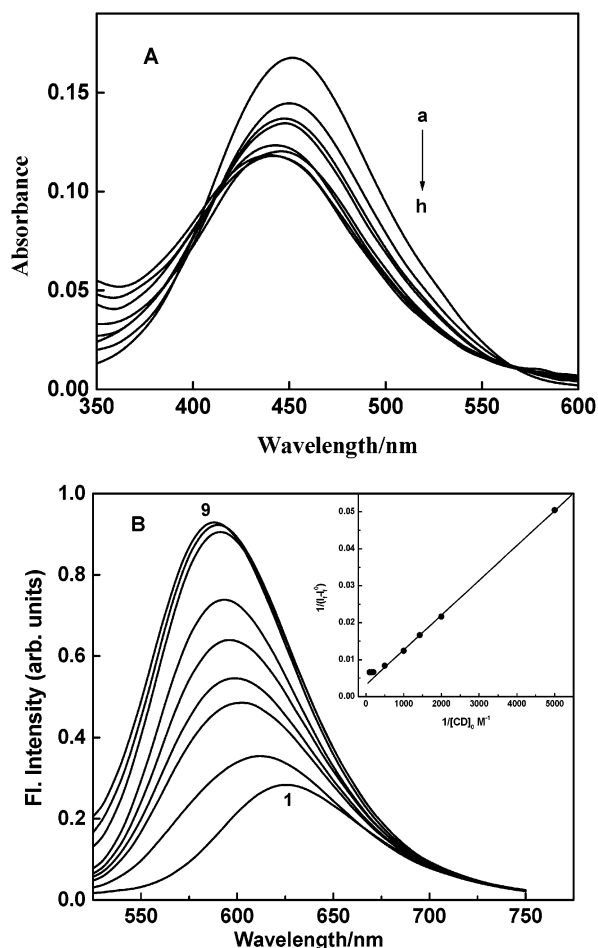 A
a
h
Absorbance
0.15
0.10
0.05
0.00
350 400 450 500 550 600
Wavelength/nm
B
9
1
Fl. Intensity (arb. units)
1.0
0.8
0.6
0.4
0.2
0.0
550 600 650 700 750
Wavelength/nm
1/(If-If0)
0.05
0.04
0.03
0.02
0.01
0.00
0 1000 2000 3000 4000 5000
1/[CD]0 M-1